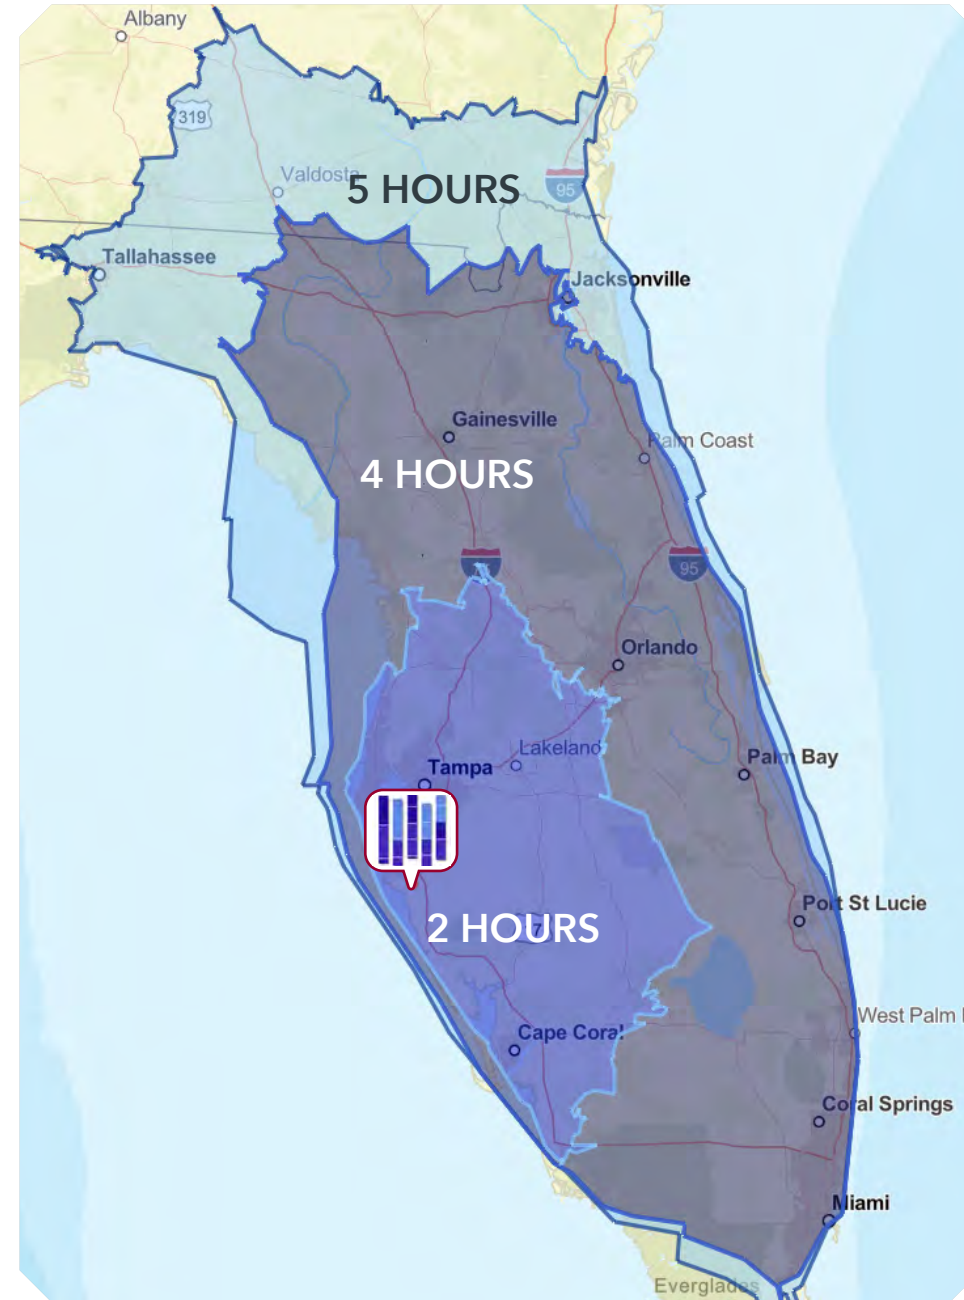 Albany
319
Valdosta
5 HOURS
95
Tallahassee
Jacksonville
Gainesville
Palm Coast
4 HOURS
95
Orlando
Lakeland
Palm Bay
Tampa
Port St Lucie
2 HOURS
West Palm
Cape Coral
Coral Springs
Miami
Everglades